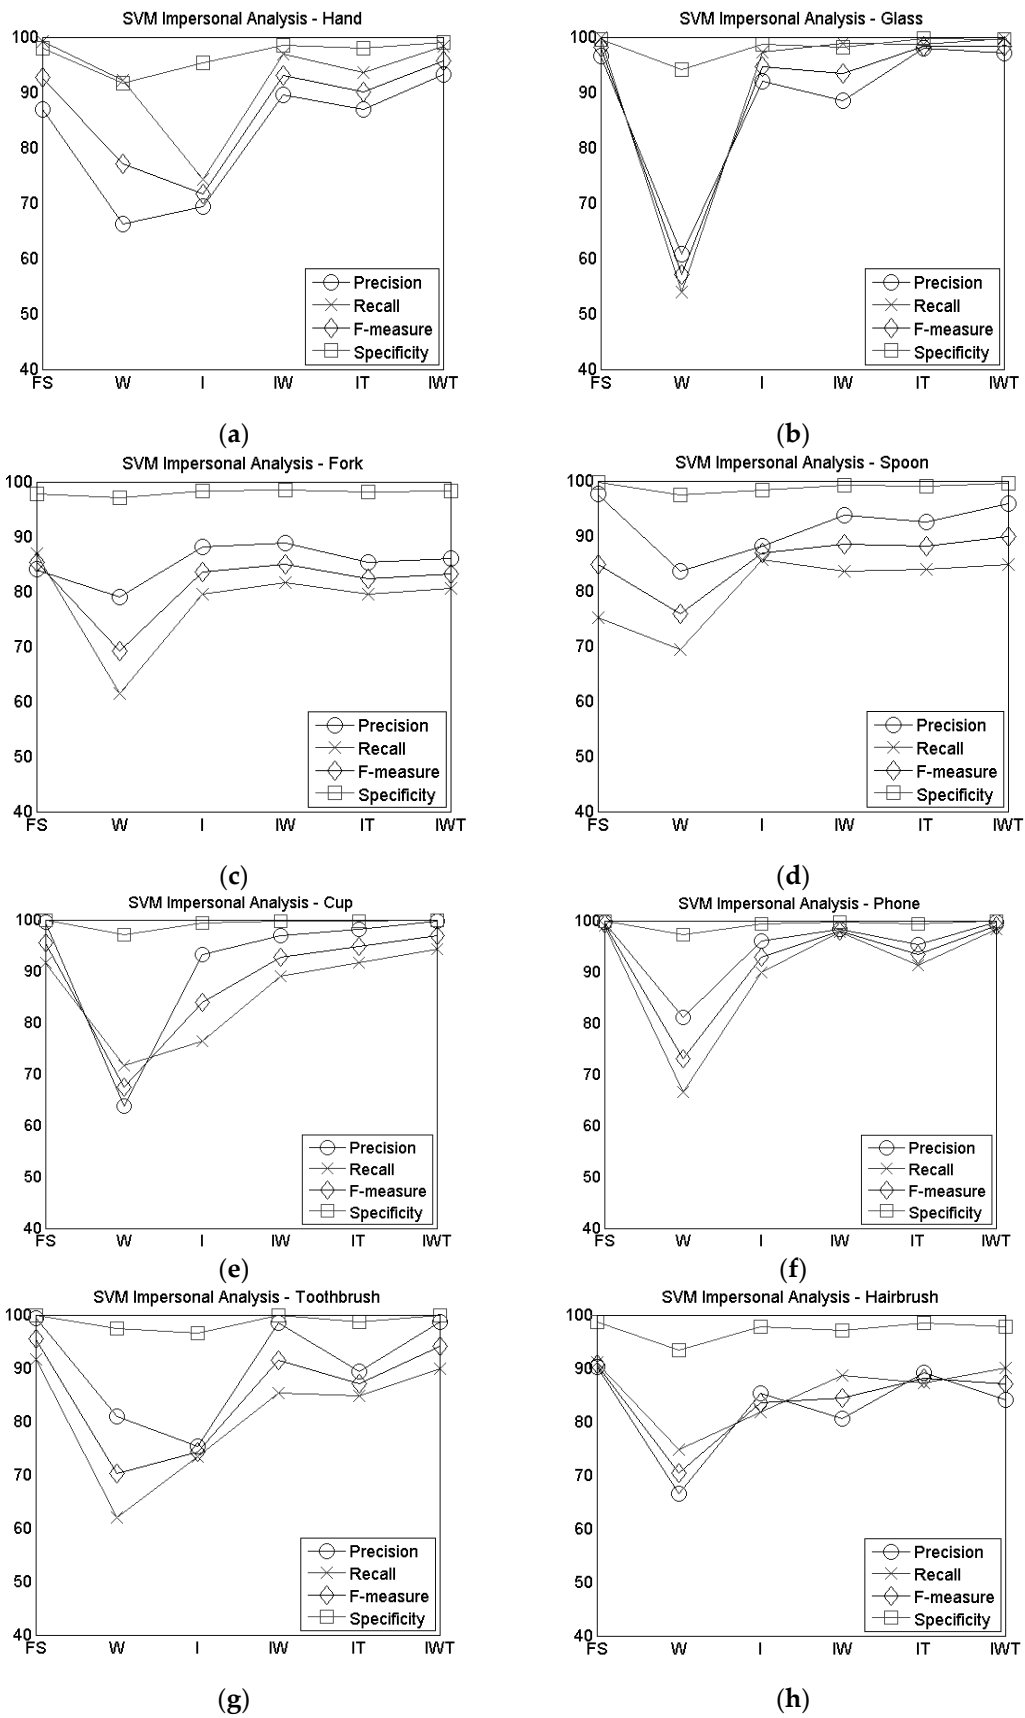 SVM Impersonal Analysis - Hand
100
90
80
70
60
50
40
FS W I IW IT IWT
Precision
Recall
F-measure
Specificity
(a)
SVM Impersonal Analysis - Glass
100
90
80
70
60
50
40
FS W I IW IT IWT
Precision
Recall
F-measure
Specificity
(b)
SVM Impersonal Analysis - Fork
100
90
80
70
60
50
40
FS W I IW IT IWT
Precision
Recall
F-measure
Specificity
(c)
SVM Impersonal Analysis - Spoon
100
90
80
70
60
50
40
FS W I IW IT IWT
Precision
Recall
F-measure
Specificity
(d)
SVM Impersonal Analysis - Cup
100
90
80
70
60
50
40
FS W I IW IT IWT
Precision
Recall
F-measure
Specificity
(e)
SVM Impersonal Analysis - Phone
100
90
80
70
60
50
40
FS W I IW IT IWT
Precision
Recall
F-measure
Specificity
(f)
SVM Impersonal Analysis - Toothbrush
100
90
80
70
60
50
40
FS W I IW IT IWT
Precision
Recall
F-measure
Specificity
(g)
SVM Impersonal Analysis - Hairbrush
100
90
80
70
60
50
40
FS W I IW IT IWT
Precision
Recall
F-measure
Specificity
(h)